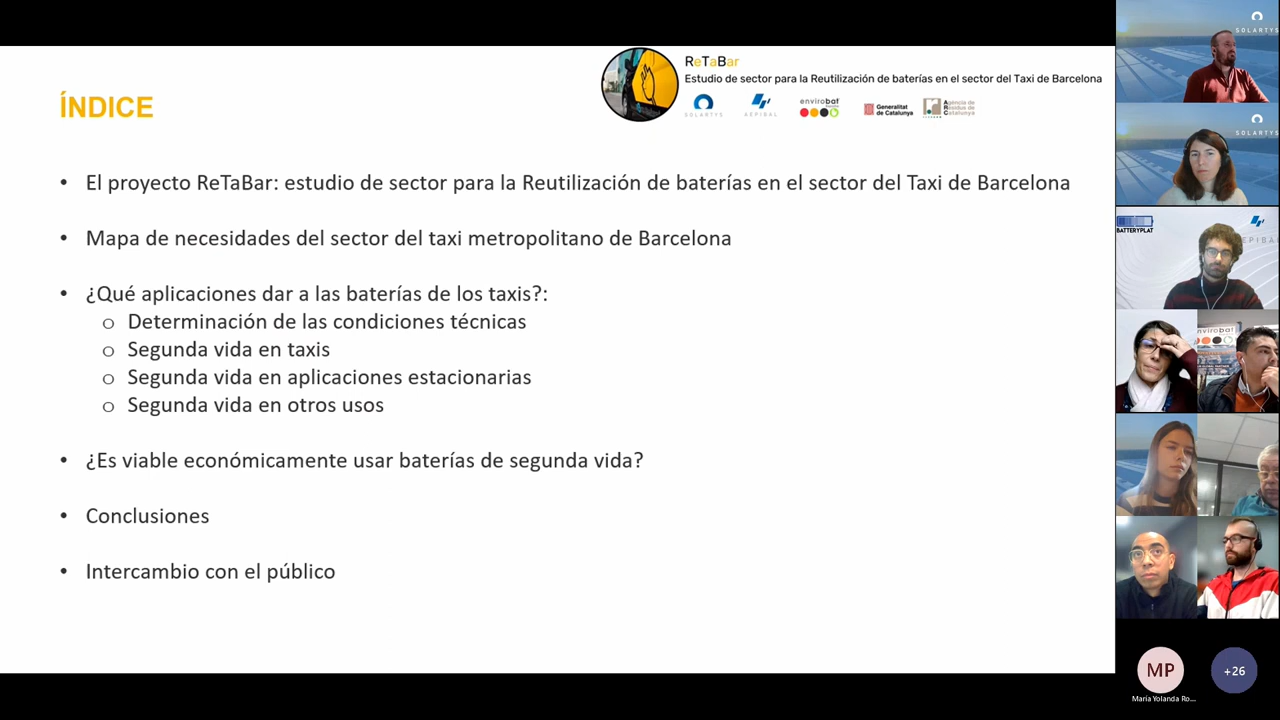 ReTaBar
Estudio de sector para la Reutilización de baterías en el sector del Taxi de Barcelona
SOLARTYS
AEPIBAL
envirobat
Generalitat
de Catalunya
Agència de
Residus de
Catalunya
ÍNDICE
• El proyecto ReTaBar: estudio de sector para la Reutilización de baterías en el sector del Taxi de Barcelona
• Mapa de necesidades del sector del taxi metropolitano de Barcelona
• ¿Qué aplicaciones dar a las baterías de los taxis?:
o Determinación de las condiciones técnicas
o Segunda vida en taxis
o Segunda vida en aplicaciones estacionarias
o Segunda vida en otros usos
• ¿Es viable económicamente usar baterías de segunda vida?
• Conclusiones
• Intercambio con el público
SOLARTYS
SOLARTYS
BATTERYPLAT
EPIBA
envirobat
MP
+26
María Yolanda Ro...